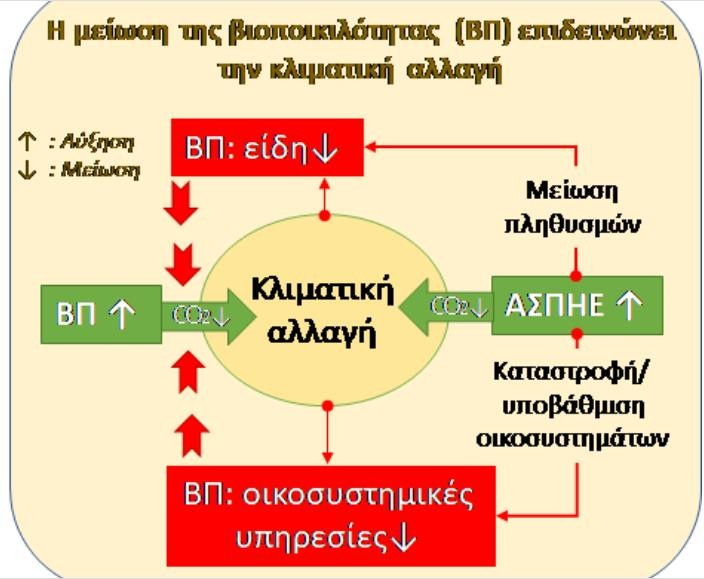 Η μείωση της βιοποικιλότητας (ΒΠ) επιδεινώνει
την κλιματική αλλαγή
↑ : Αύξηση
↓ : Μείωση
ΒΠ: είδη↓
Μείωση
πληθυσμών
Κλιματική
αλλαγή
ΒΠ ↑
CO2↓
CO2↓
ΑΣΠΗΕ ↑
Καταστροφή/
υποβάθμιση
οικοσυστημάτων
ΒΠ: οικοσυστημικές
υπηρεσίες↓